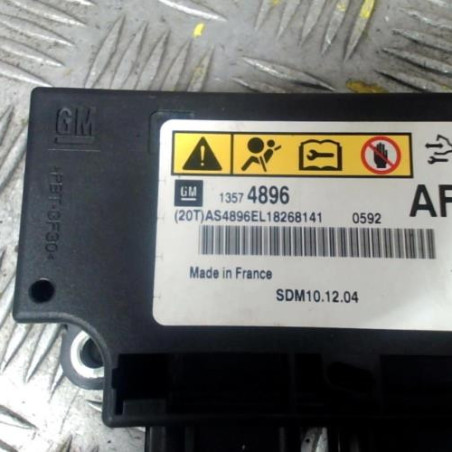 GM
>PBT-GF30<
GM 1357 4896
(20T)AS4896EL18268141 0592
AF
Made in France
SDM10.12.04